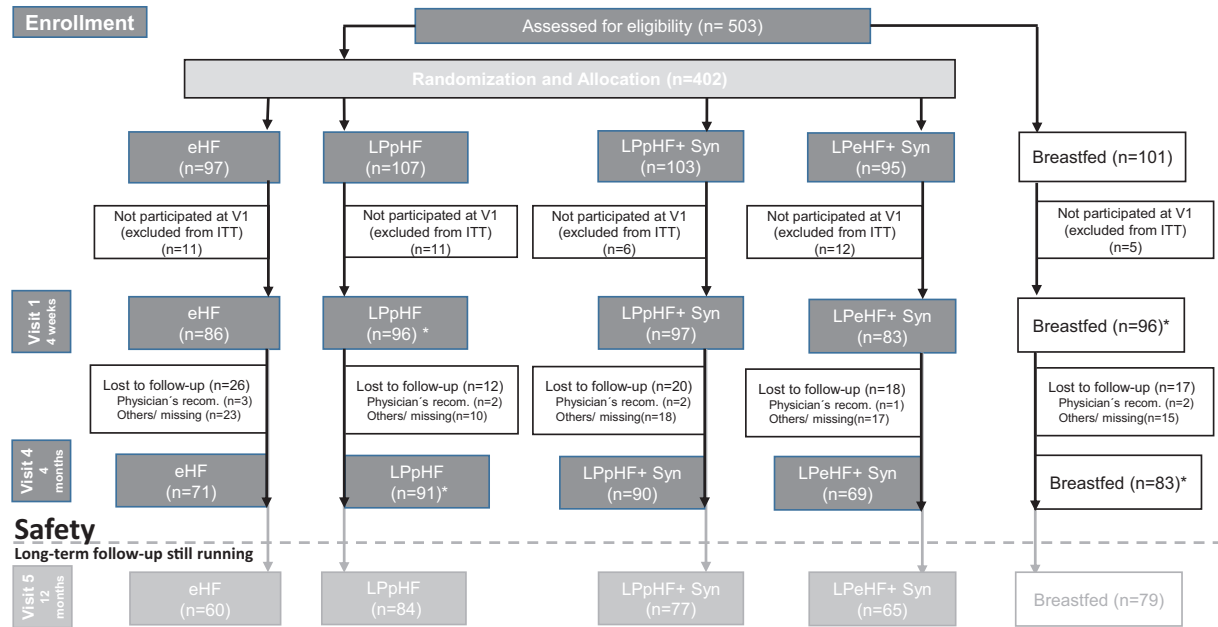 Enrollment
Assessed for eligibility (n= 503)
Randomization and Allocation (n=402)
eHF
(n=97)
LPpHF
(n=107)
LPpHF+ Syn
(n=103)
LPeHF+ Syn
(n=95)
Breastfed (n=101)
Not participated at V1
(excluded from ITT)
(n=11)
Not participated at V1
(excluded from ITT)
(n=11)
Not participated at V1
(excluded from ITT)
(n=6)
Not participated at V1
(excluded from ITT)
(n=12)
Not participated at V1
(excluded from ITT)
(n=5)
Visit 1
4 weeks
eHF
(n=86)
LPpHF
(n=96) *
LPpHF+ Syn
(n=97)
LPeHF+ Syn
(n=83)
Breastfed (n=96)*
Lost to follow-up (n=26)
Physician´s recom. (n=3)
Others/ missing (n=23)
Lost to follow-up (n=12)
Physician´s recom. (n=2)
Others/ missing(n=10)
Lost to follow-up (n=20)
Physician´s recom. (n=2)
Others/ missing(n=18)
Lost to follow-up (n=18)
Physician´s recom. (n=1)
Others/ missing(n=17)
Lost to follow-up (n=17)
Physician´s recom. (n=2)
Others/ missing(n=15)
Visit 4
4
months
eHF
(n=71)
LPpHF
(n=91)*
LPpHF+ Syn
(n=90)
LPeHF+ Syn
(n=69)
Breastfed (n=83)*
Safety
Long-term follow-up still running
Visit 5
12
months
eHF
(n=60)
LPpHF
(n=84)
LPpHF+ Syn
(n=77)
LPeHF+ Syn
(n=65)
Breastfed (n=79)